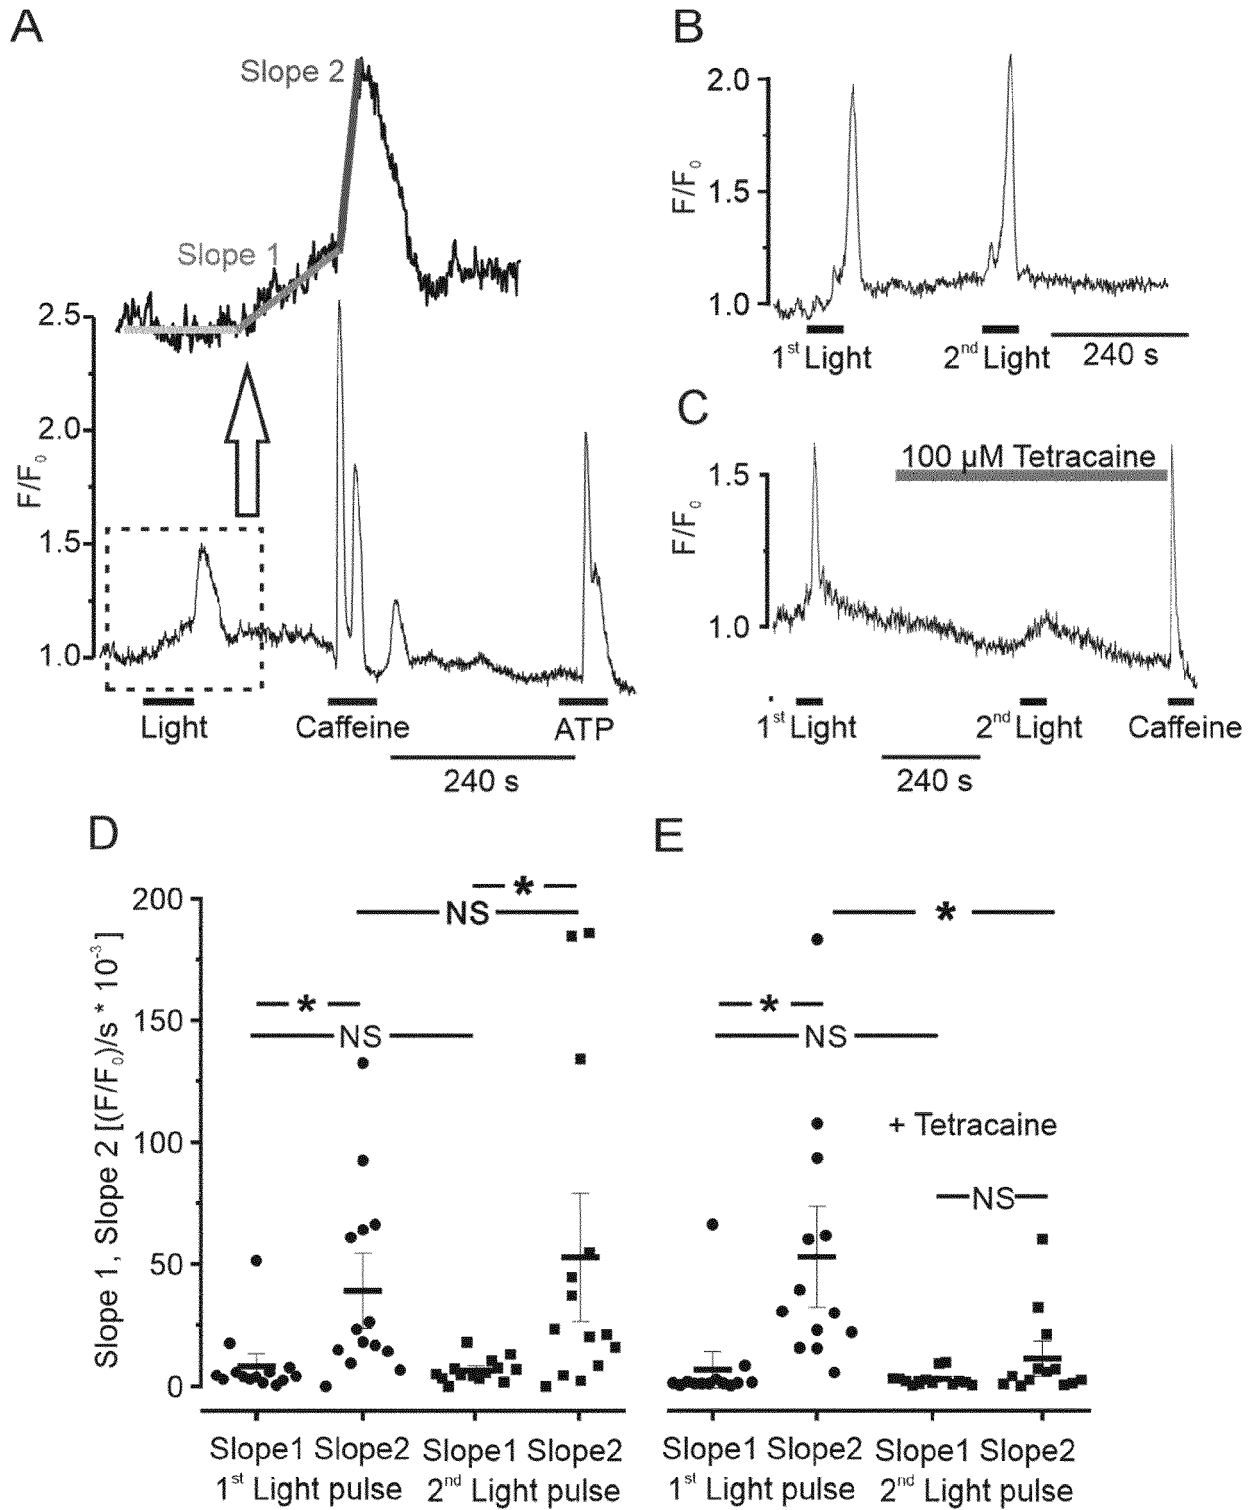 A
Slope 2
Slope 1
2.5
2.0
1.5
1.0
F/F₀
Light
Caffeine
ATP
240 s
B
2.0
1.5
1.0
F/F₀
1ˢᵗ Light
2ⁿᵈ Light
240 s
C
100 µM Tetracaine
1.5
1.0
F/F₀
1ˢᵗ Light
2ⁿᵈ Light
Caffeine
240 s
D
Slope 1, Slope 2 [(F/F₀)/s * 10⁻³]
200
150
100
50
0
*
NS
*
NS
Slope1 Slope2 Slope1 Slope2
1ˢᵗ Light pulse 2ⁿᵈ Light pulse
E
*
*
NS
+ Tetracaine
NS
Slope1 Slope2 Slope1 Slope2
1ˢᵗ Light pulse 2ⁿᵈ Light pulse